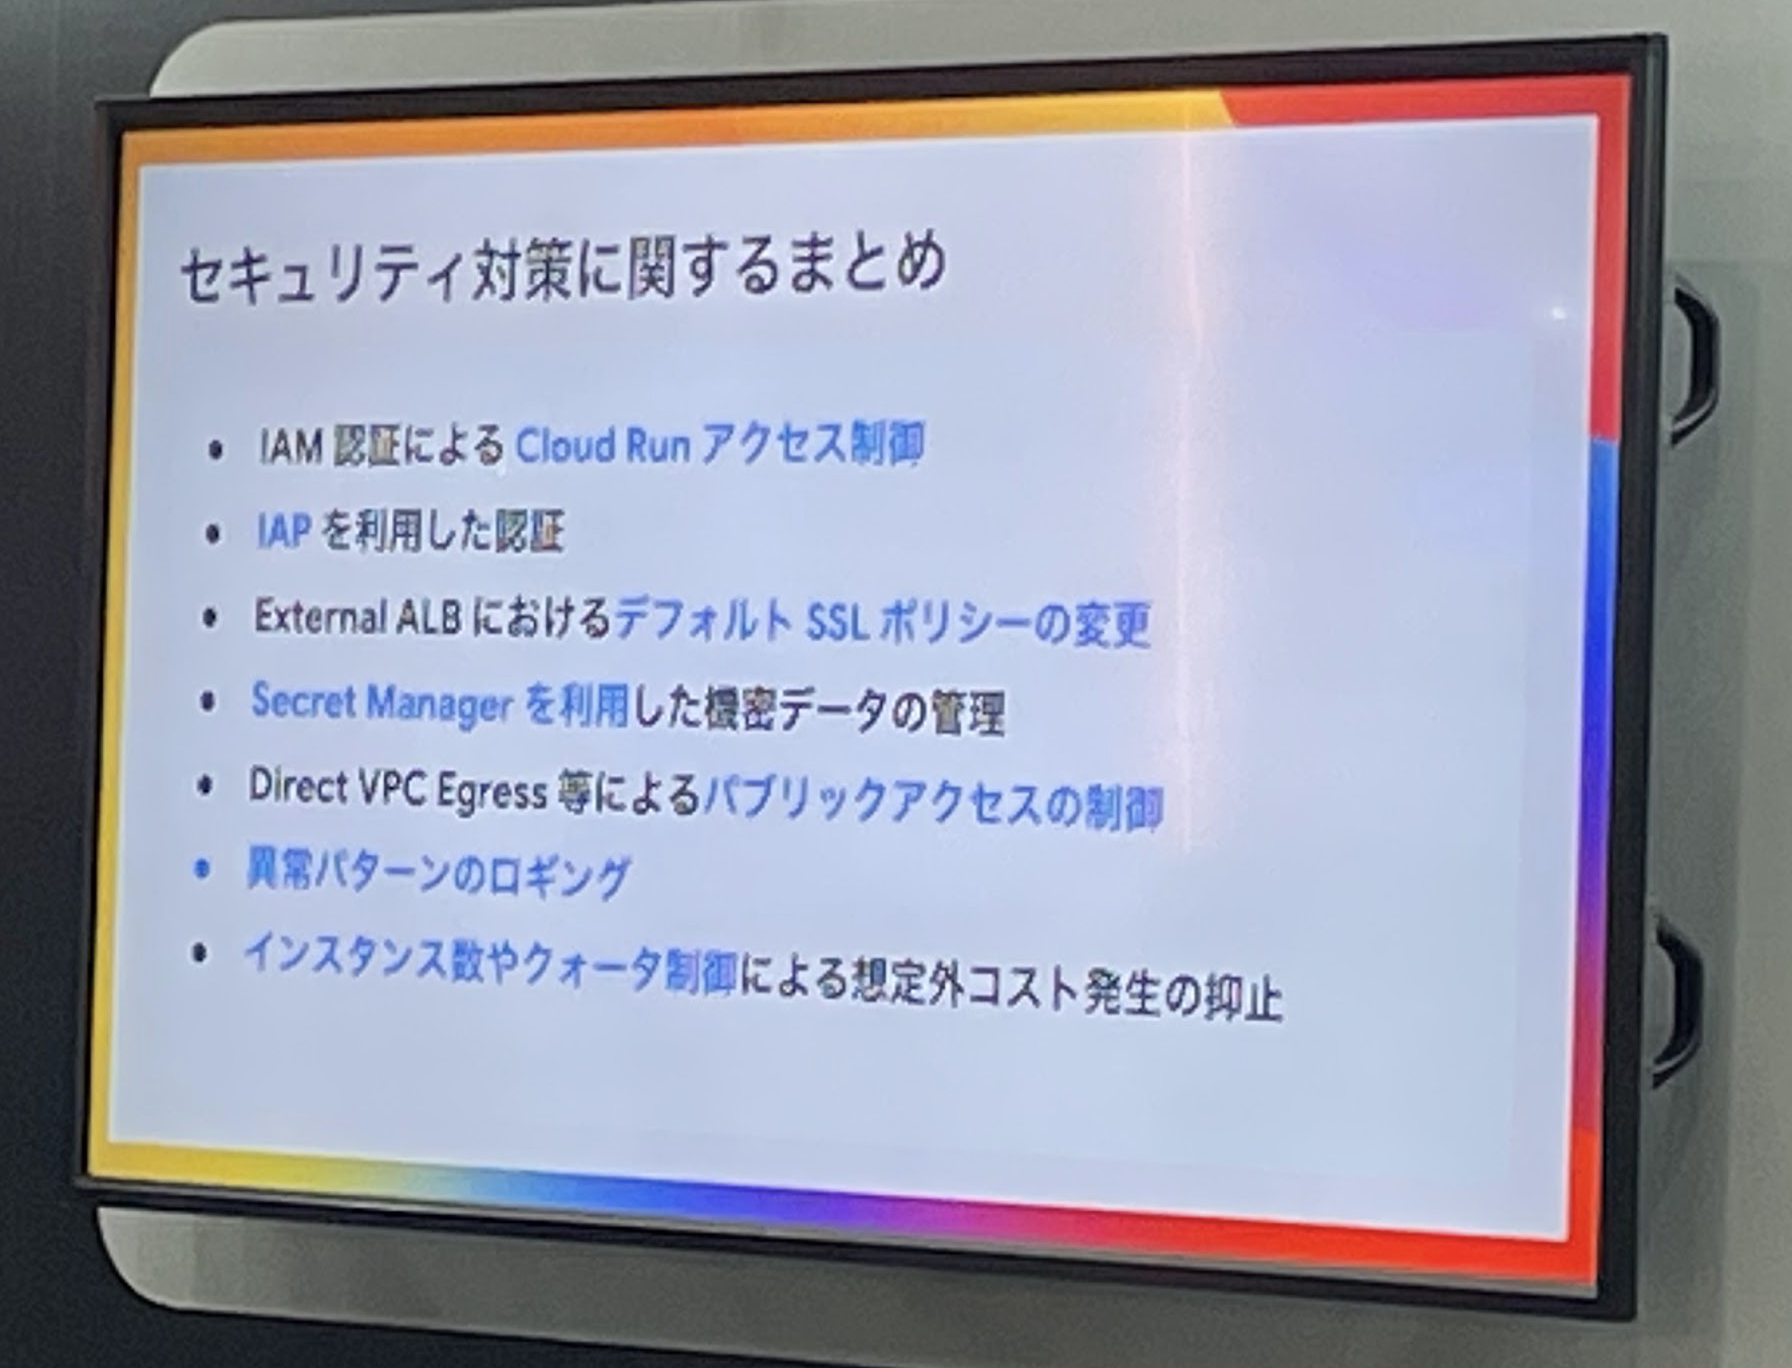 セキュリティ対策に関するまとめ
• IAM 認証による Cloud Run アクセス制御
• IAP を利用した認証
• External ALB におけるデフォルト SSL ポリシーの変更
• Secret Manager を利用した機密データの管理
• Direct VPC Egress 等によるパブリックアクセスの制御
• 異常パターンのロギング
• インスタンス数やクォータ制御による想定外コスト発生の抑止